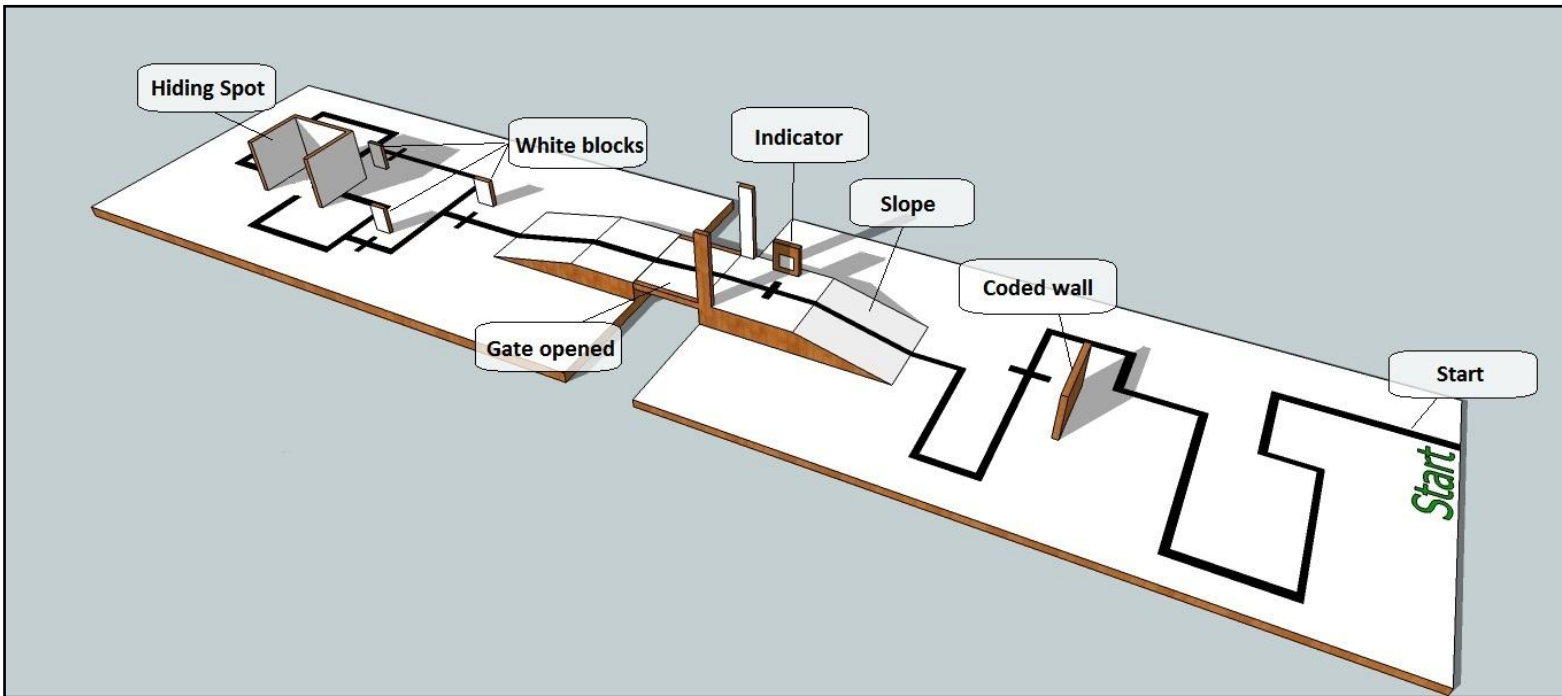 Hiding Spot
White blocks
Indicator
Slope
Coded wall
Gate opened
Start
Start